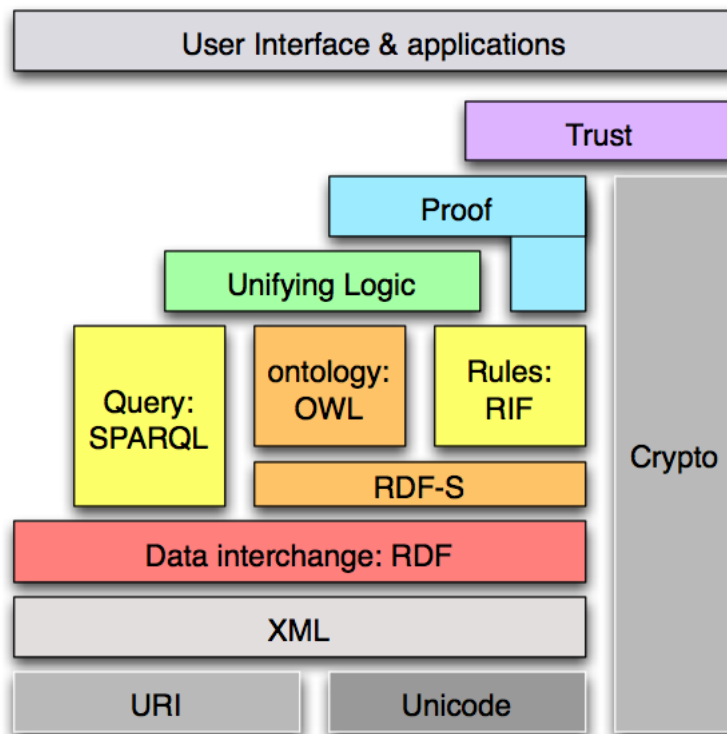 User Interface & applications
Trust
Proof
Unifying Logic
Query:
SPARQL
ontology:
OWL
Rules:
RIF
Crypto
RDF-S
Data interchange: RDF
XML
URI
Unicode